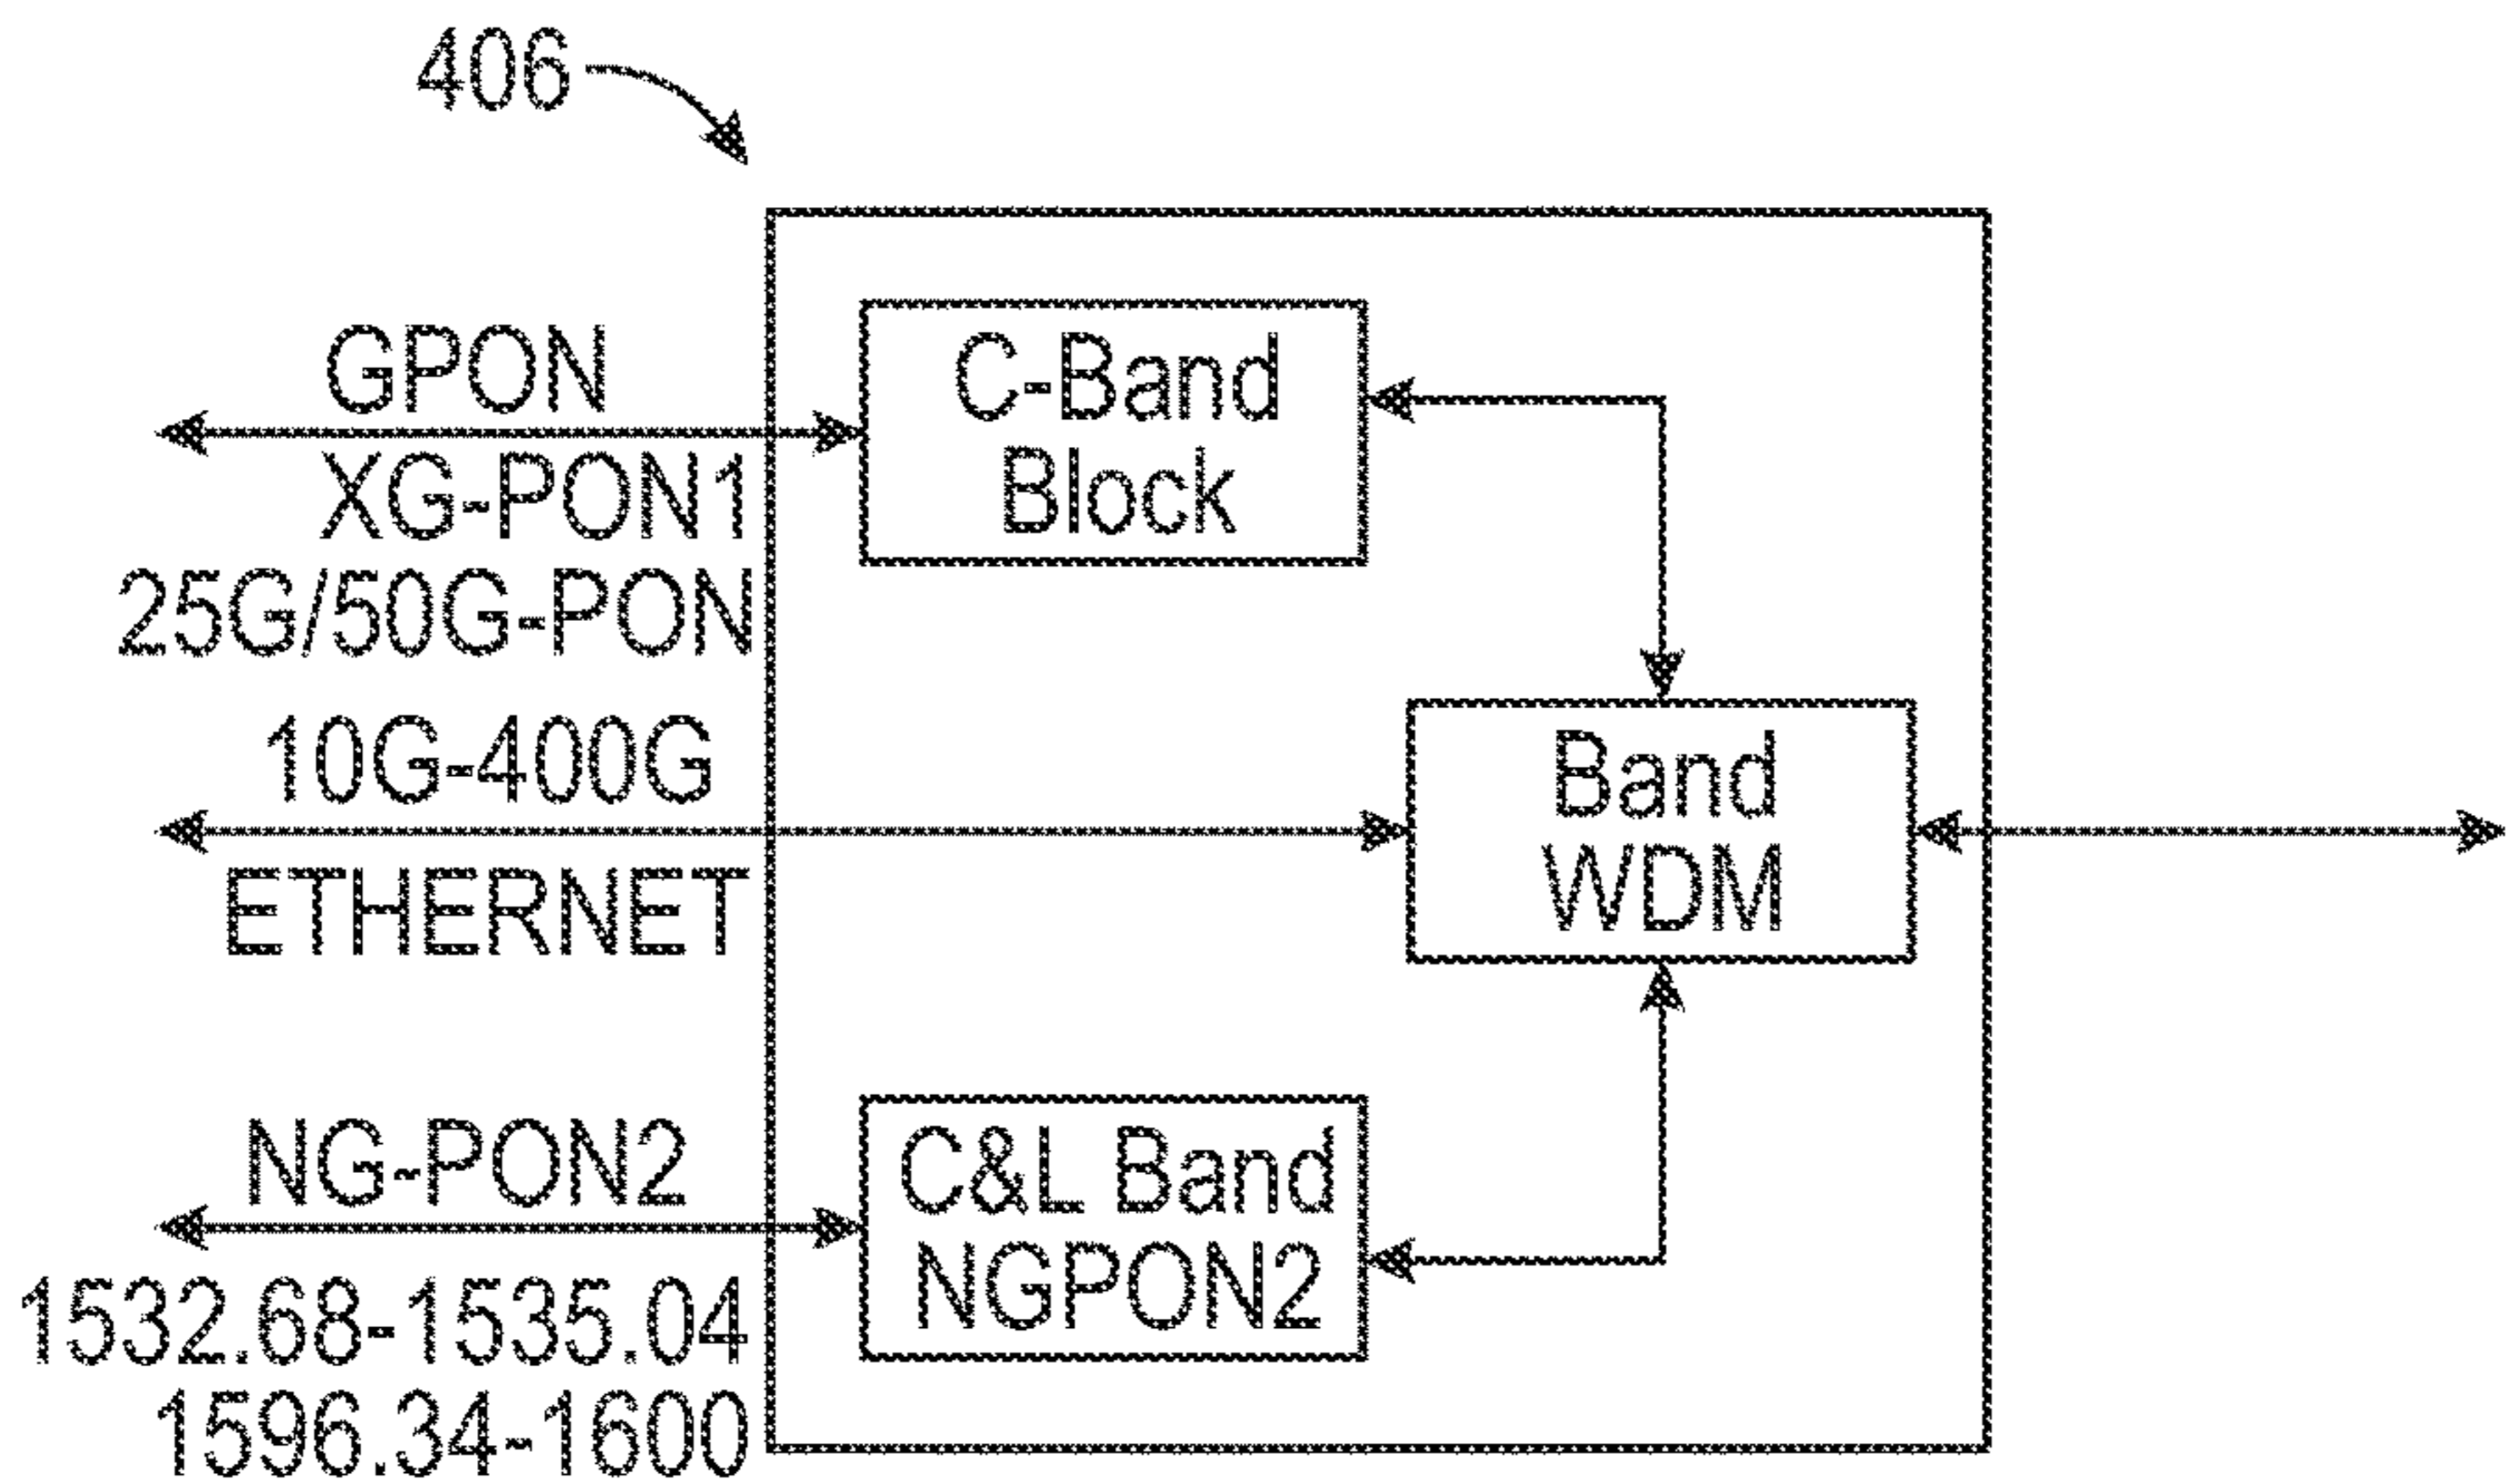 406
GPON
XG-PON1
25G/50G-PON
C-Band
Block
10G-400G
ETHERNET
Band
WDM
NG-PON2
1532.68-1535.04
1596.34-1600
C&L Band
NGPON2